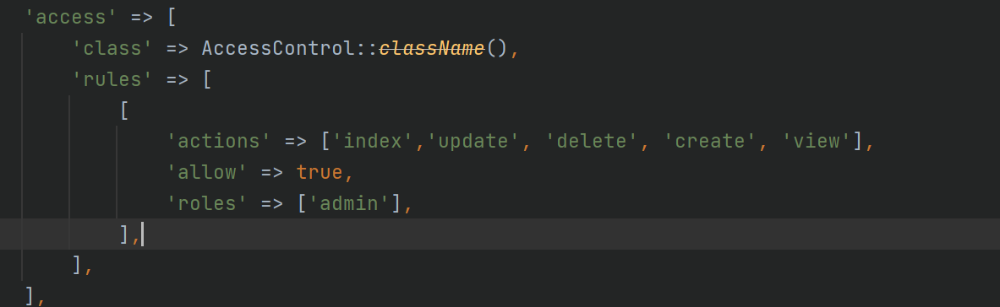 'access' => [
'class' => AccessControl::className(),
'rules' => [
[
'actions' => ['index','update', 'delete', 'create', 'view'],
'allow' => true,
'roles' => ['admin'],
],
],
],